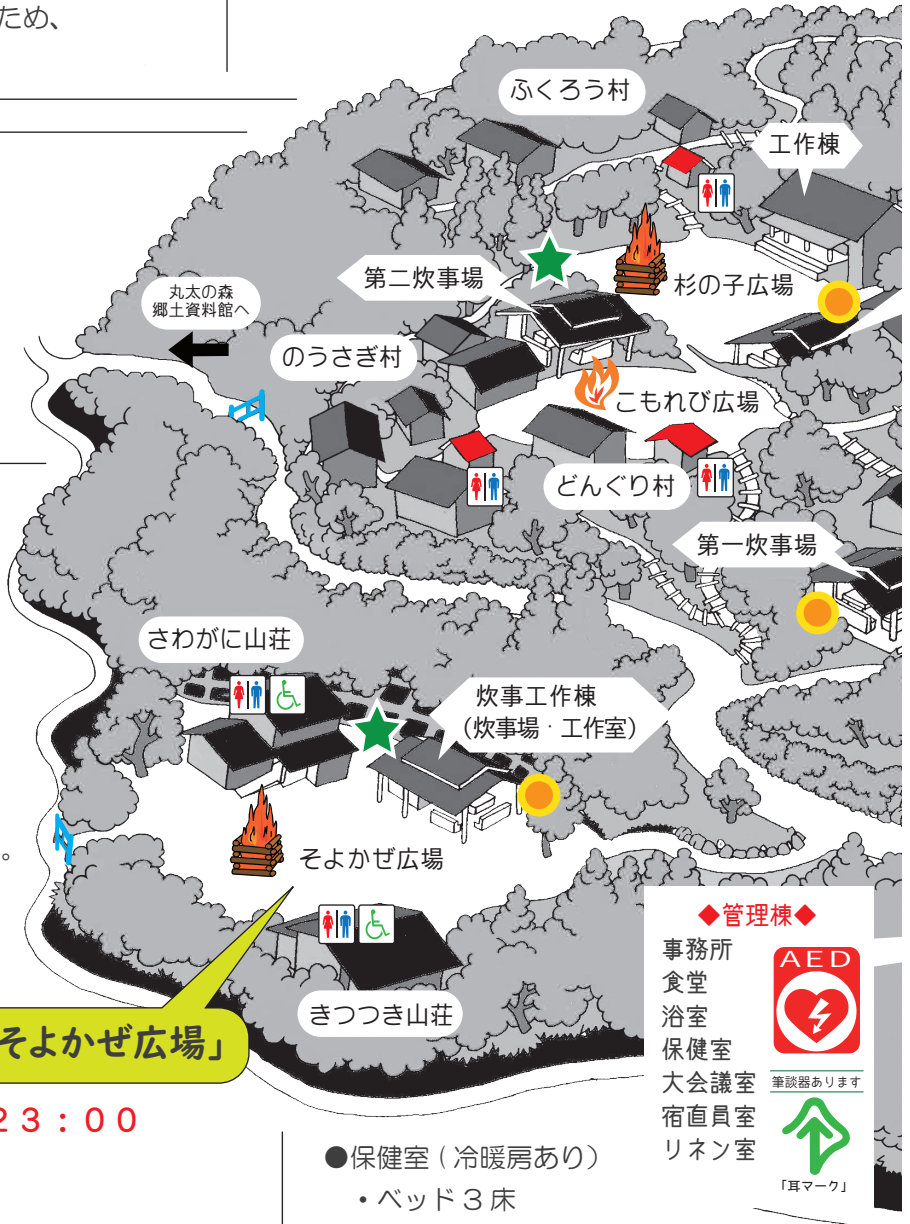 ため、
ふくろう村
工作棟
第二炊事場
杉の子広場
丸太の森
郷土資料館へ
のうさぎ村
こもれび広場
どんぐり村
第一炊事場
さわがに山荘
炊事工作棟
(炊事場・工作室)
。
そよかぜ広場
きつつき山荘
そよかぜ広場」
23:00
◆管理棟◆
事務所
食堂
浴室
保健室
大会議室
宿直員室
リネン室
AED
筆談器あります
「耳マーク」
●保健室(冷暖房あり)
・ベッド3床